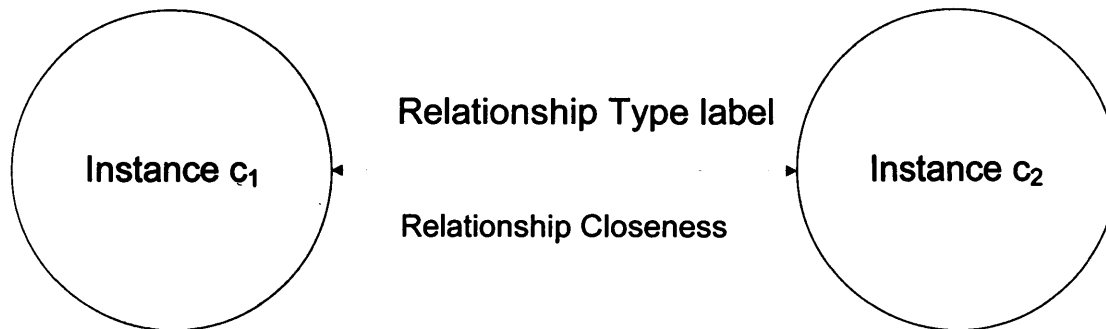 Relationship Type label
Instance c₁
Instance c₂
Relationship Closeness